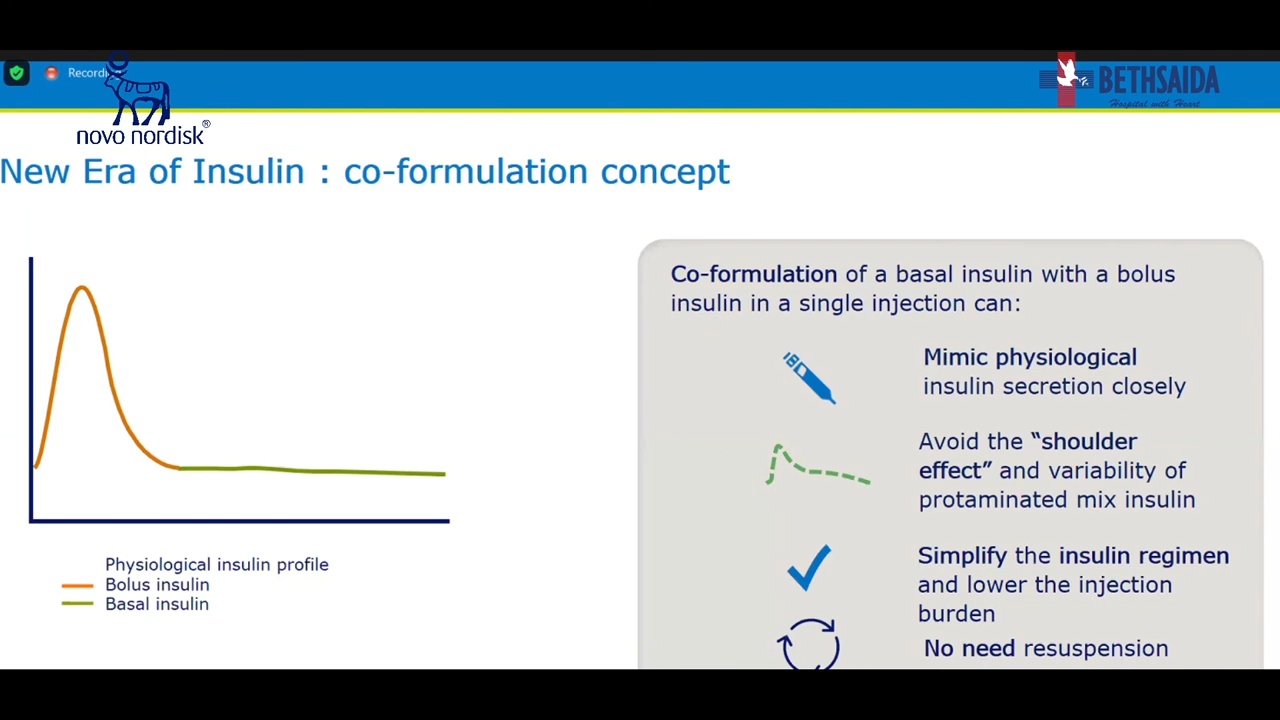 Recording
novo nordisk®
BETHSAIDA
Hospital with Heart
New Era of Insulin : co-formulation concept
Physiological insulin profile
Bolus insulin
Basal insulin
Co-formulation of a basal insulin with a bolus
insulin in a single injection can:
Mimic physiological
insulin secretion closely
Avoid the “shoulder
effect” and variability of
protaminated mix insulin
Simplify the insulin regimen
and lower the injection
burden
No need resuspension